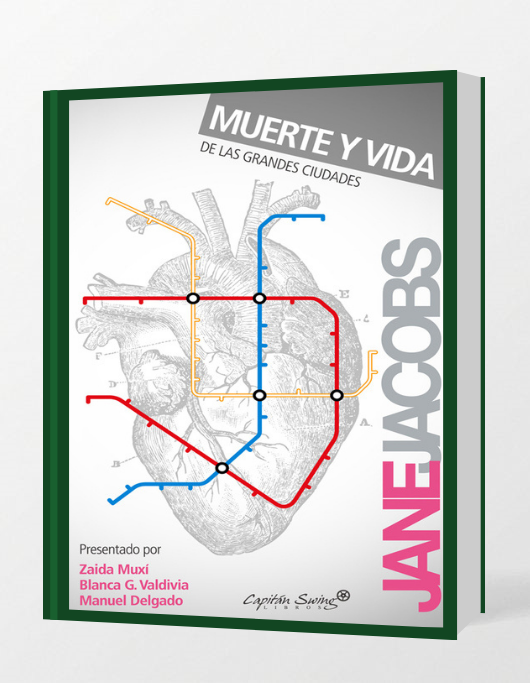 MUERTE Y VIDA
DE LAS GRANDES CIUDADES
JANE JACOBS
E
F
D
A
B
Presentado por
Zaida Muxí
Blanca G. Valdivia
Manuel Delgado
Capitán Swing
LIBROS